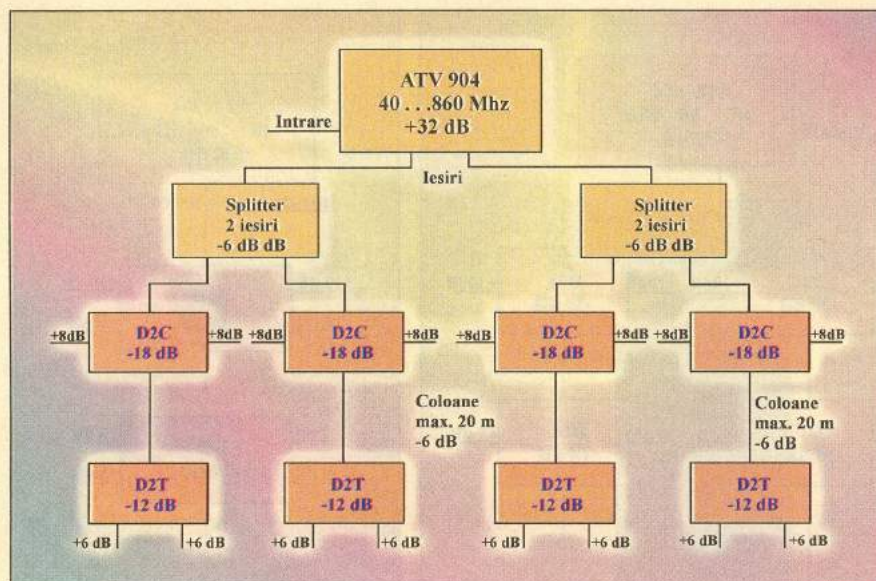 ATV 904
40 . . .860 Mhz
+32 dB
Intrare
Iesiri
Splitter
2 iesiri
-6 dB dB
Splitter
2 iesiri
-6 dB dB
+8dB
D2C
-18 dB
+8dB
+8dB
D2C
-18 dB
+8dB
+8dB
D2C
-18 dB
+8dB
+8dB
D2C
-18 dB
+8dB
Coloane
max. 20 m
-6 dB
Coloane
max. 20 m
-6 dB
D2T
-12 dB
D2T
-12 dB
D2T
-12 dB
D2T
-12 dB
+6 dB
+6 dB
+6 dB
+6 dB
+6 dB
+6 dB
+6 dB
+6 dB